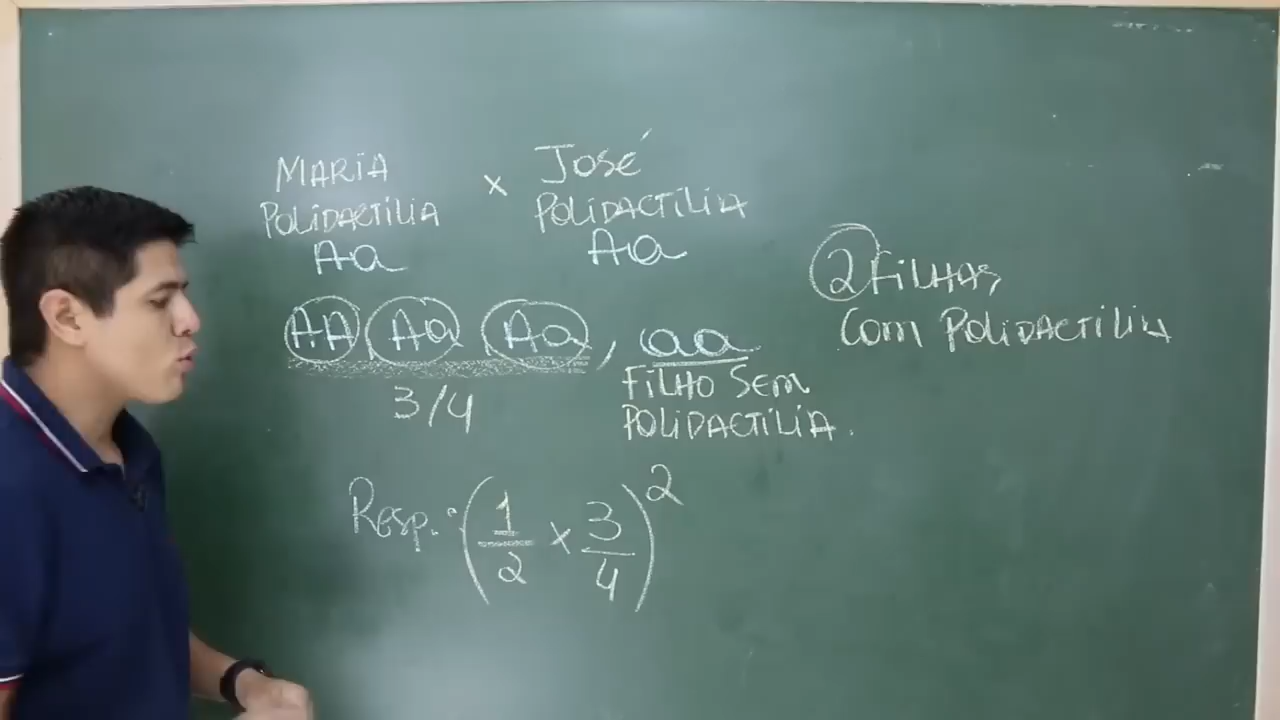 MARIA × JOSÉ
POLIDACTILIA POLIDACTILIA
Aa Aa
AA Aa Aa, aa
3/4
FILHO SEM
POLIDACTILIA.
2 FILHAS
COM POLIDACTILIA
Resp.: (1/2 × 3/4)²